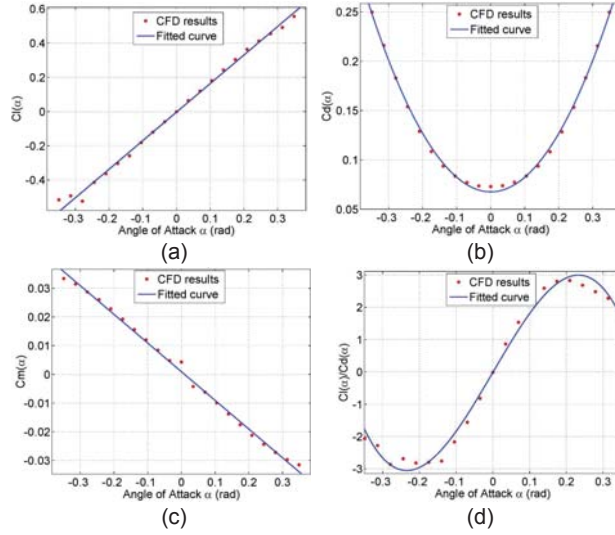 0.6
0.4
0.2
0
-0.2
-0.4
Cl(α)
CFD results
Fitted curve
-0.3 -0.2 -0.1 0 0.1 0.2 0.3
Angle of Attack α (rad)
(a)
0.25
0.2
0.15
0.1
0.05
Cd(α)
CFD results
Fitted curve
-0.3 -0.2 -0.1 0 0.1 0.2 0.3
Angle of Attack α (rad)
(b)
0.03
0.02
0.01
0
-0.01
-0.02
-0.03
Cm(α)
CFD results
Fitted curve
-0.3 -0.2 -0.1 0 0.1 0.2 0.3
Angle of Attack α (rad)
(c)
3
2
1
0
-1
-2
-3
Cl(α)/Cd(α)
CFD results
Fitted curve
-0.3 -0.2 -0.1 0 0.1 0.2 0.3
Angle of Attack α (rad)
(d)